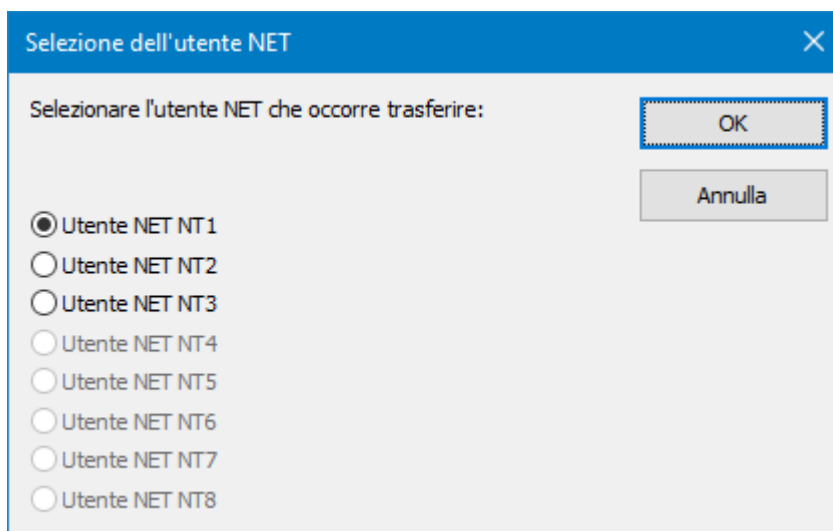 Selezione dell'utente NET
Selezionare l'utente NET che occorre trasferire:
OK
Annulla
Utente NET NT1
Utente NET NT2
Utente NET NT3
Utente NET NT4
Utente NET NT5
Utente NET NT6
Utente NET NT7
Utente NET NT8